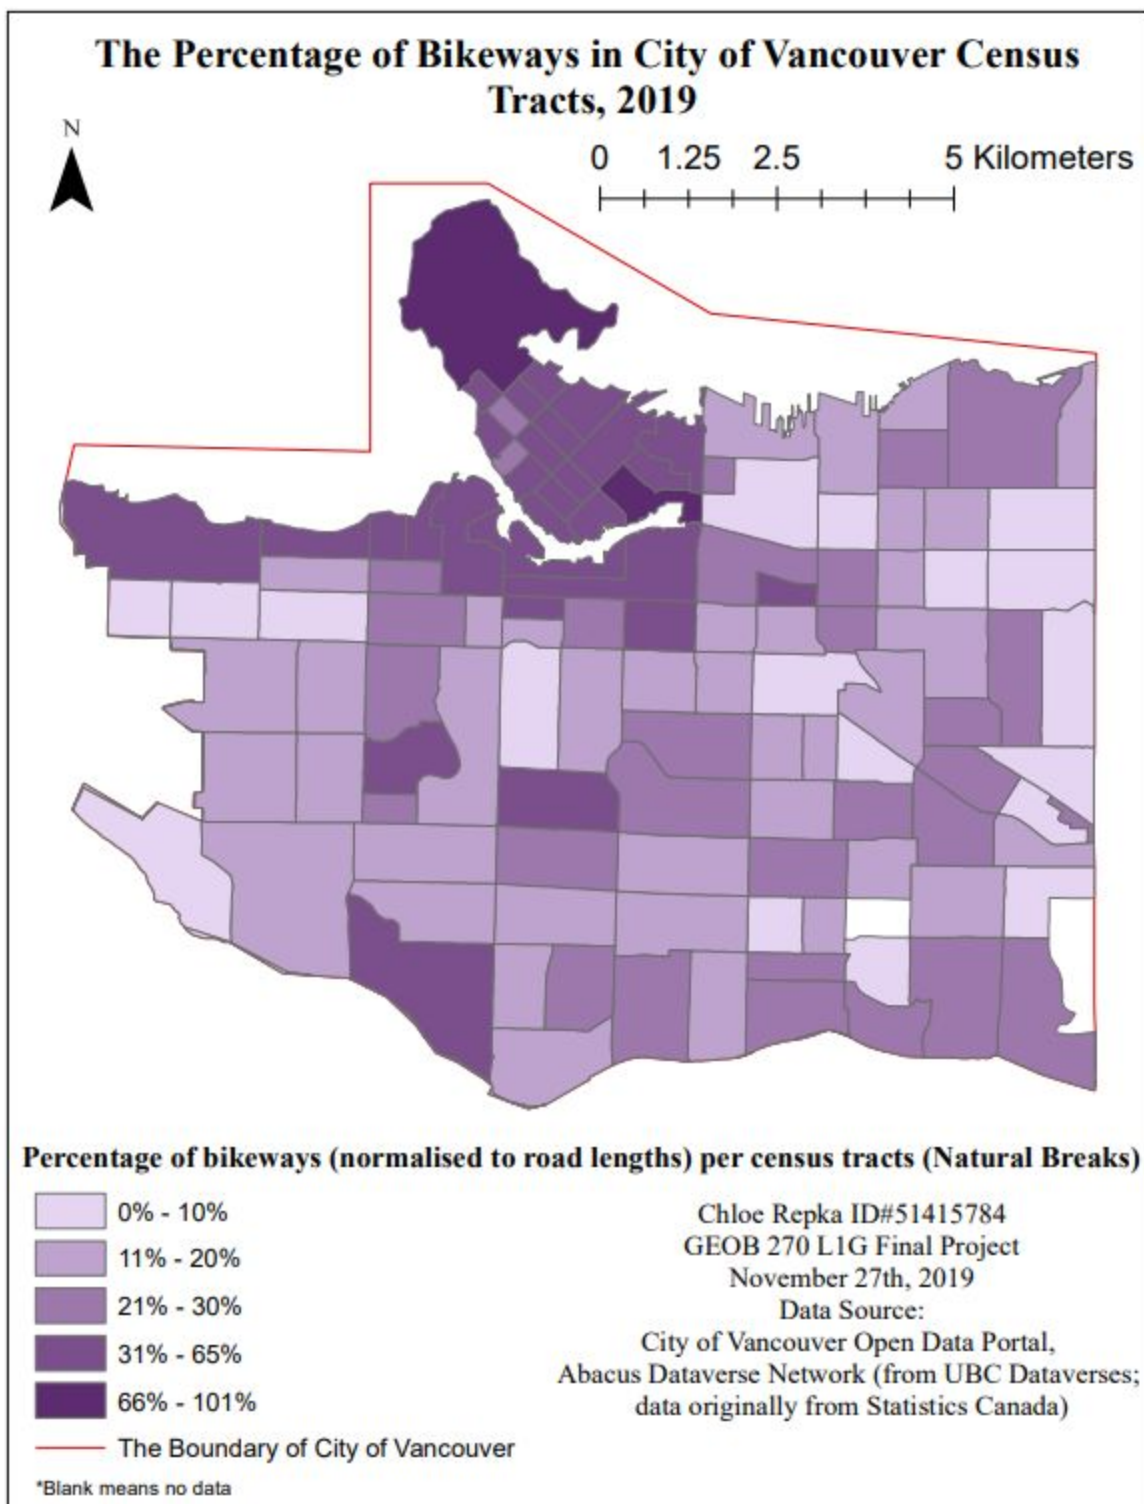 The Percentage of Bikeways in City of Vancouver Census
Tracts, 2019
N
0 1.25 2.5 5 Kilometers
Percentage of bikeways (normalised to road lengths) per census tracts (Natural Breaks)
0% - 10%
11% - 20%
21% - 30%
31% - 65%
66% - 101%
The Boundary of City of Vancouver
*Blank means no data
Chloe Repka ID#51415784
GEOB 270 L1G Final Project
November 27th, 2019
Data Source:
City of Vancouver Open Data Portal,
Abacus Dataverse Network (from UBC Dataverses;
data originally from Statistics Canada)